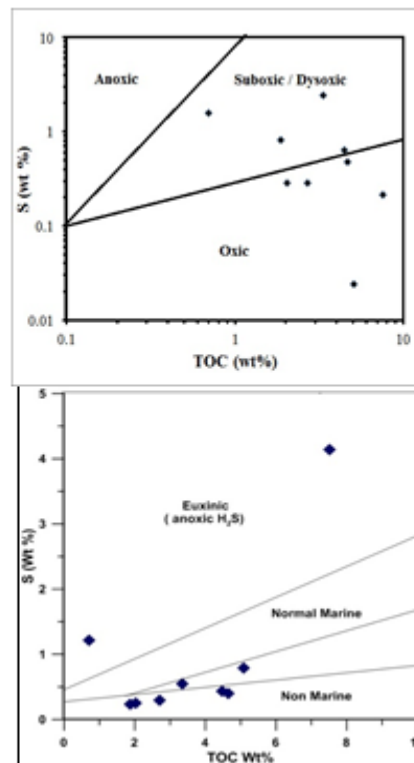 10
Anoxic
Suboxic / Dysoxic
S (wt %)
1
0.1
Oxic
0.01
0.1
1
10
TOC (wt%)
5
4
Euxinic
( anoxic H₂S)
S (Wt %)
3
2
Normal Marine
1
Non Marine
0
0
2
4
6
8
TOC Wt%